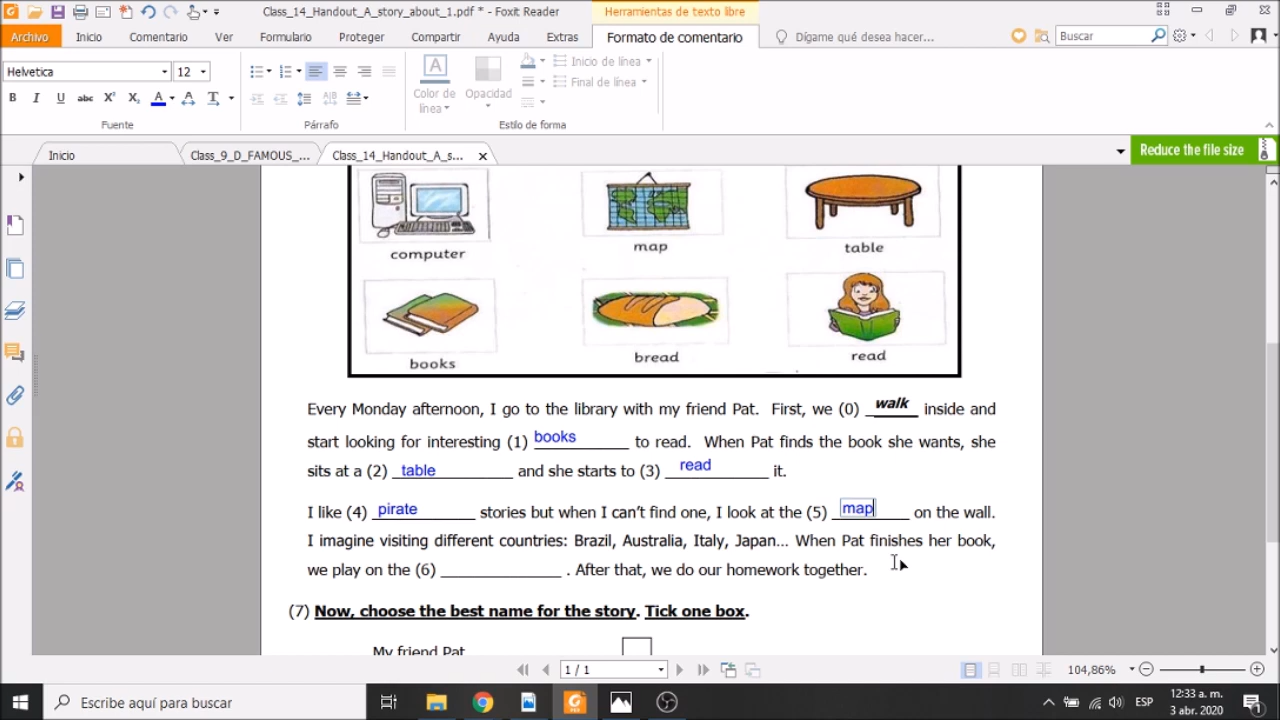 Class_14_Handout_A_story_about_1.pdf * - Foxit Reader
Herramientas de texto libre
Archivo Inicio Comentario Ver Formulario Proteger Compartir Ayuda Extras Formato de comentario Dígame qué desea hacer... Buscar
Helvetica 12
Inicio de línea
Final de línea
Color de línea
Opacidad
Fuente Párrafo Estilo de forma
Inicio Class_9_D_FAMOUS_... Class_14_Handout_A_s... Reduce the file size
computer map table
books bread read
Every Monday afternoon, I go to the library with my friend Pat. First, we (0) walk inside and
start looking for interesting (1) books to read. When Pat finds the book she wants, she
sits at a (2) table and she starts to (3) read it.
I like (4) pirate stories but when I can't find one, I look at the (5) map on the wall.
I imagine visiting different countries: Brazil, Australia, Italy, Japan... When Pat finishes her book,
we play on the (6) ______________ . After that, we do our homework together.
(7) Now, choose the best name for the story. Tick one box.
My friend Pat
1 / 1 104,86%
Escribe aquí para buscar
ESP
12:33 a. m.
3 abr. 2020